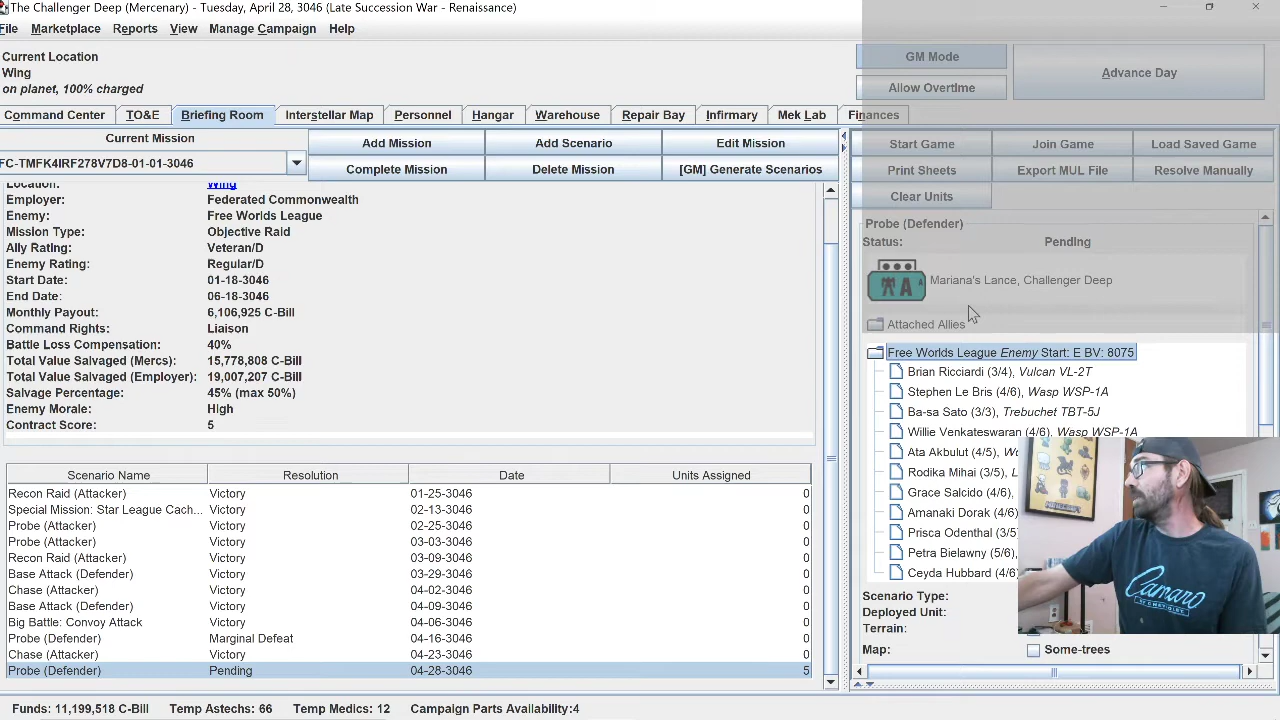 The Challenger Deep (Mercenary) - Tuesday, April 28, 3046 (Late Succession War - Renaissance)
File Marketplace Reports View Manage Campaign Help
Current Location
Wing
on planet, 100% charged
GM Mode
Allow Overtime
Advance Day
Command Center TO&E Briefing Room Interstellar Map Personnel Hangar Warehouse Repair Bay Infirmary Mek Lab Finances
Current Mission
FC-TMFK4IRF278V7D8-01-01-3046
Add Mission Add Scenario Edit Mission
Complete Mission Delete Mission [GM] Generate Scenarios
Start Game Join Game Load Saved Game
Print Sheets Export MUL File Resolve Manually
Clear Units
Location: Wing
Employer: Federated Commonwealth
Enemy: Free Worlds League
Mission Type: Objective Raid
Ally Rating: Veteran/D
Enemy Rating: Regular/D
Start Date: 01-18-3046
End Date: 06-18-3046
Monthly Payout: 6,106,925 C-Bill
Command Rights: Liaison
Battle Loss Compensation: 40%
Total Value Salvaged (Mercs): 15,778,808 C-Bill
Total Value Salvaged (Employer): 19,007,207 C-Bill
Salvage Percentage: 45% (max 50%)
Enemy Morale: High
Contract Score: 5
Scenario Name Resolution Date Units Assigned
Recon Raid (Attacker) Victory 01-25-3046 0
Special Mission: Star League Cach... Victory 02-13-3046 0
Probe (Attacker) Victory 02-25-3046 0
Probe (Attacker) Victory 03-03-3046 0
Recon Raid (Attacker) Victory 03-09-3046 0
Base Attack (Defender) Victory 03-29-3046 0
Chase (Attacker) Victory 04-02-3046 0
Base Attack (Defender) Victory 04-09-3046 0
Big Battle: Convoy Attack Victory 04-06-3046 0
Probe (Defender) Marginal Defeat 04-16-3046 0
Chase (Attacker) Victory 04-23-3046 0
Probe (Defender) Pending 04-28-3046 5
Probe (Defender)
Status: Pending
A
Mariana's Lance, Challenger Deep
Attached Allies
Free Worlds League Enemy Start: E BV: 8075
Brian Ricciardi (3/4), Vulcan VL-2T
Stephen Le Bris (4/6), Wasp WSP-1A
Ba-sa Sato (3/3), Trebuchet TBT-5J
Willie Venkateswaran (4/6), Wasp WSP-1A
Ata Akbulut (4/5),
Rodika Mihai (3/5),
Grace Salcido (4/6)
Amanaki Dorak (4/6)
Prisca Odenthal (3/5)
Petra Bielawny (5/6),
Ceyda Hubbard (4/6)
Scenario Type:
Deployed Unit:
Terrain:
Map: Some-trees
Camaro
Funds: 11,199,518 C-Bill Temp Astechs: 66 Temp Medics: 12 Campaign Parts Availability:4